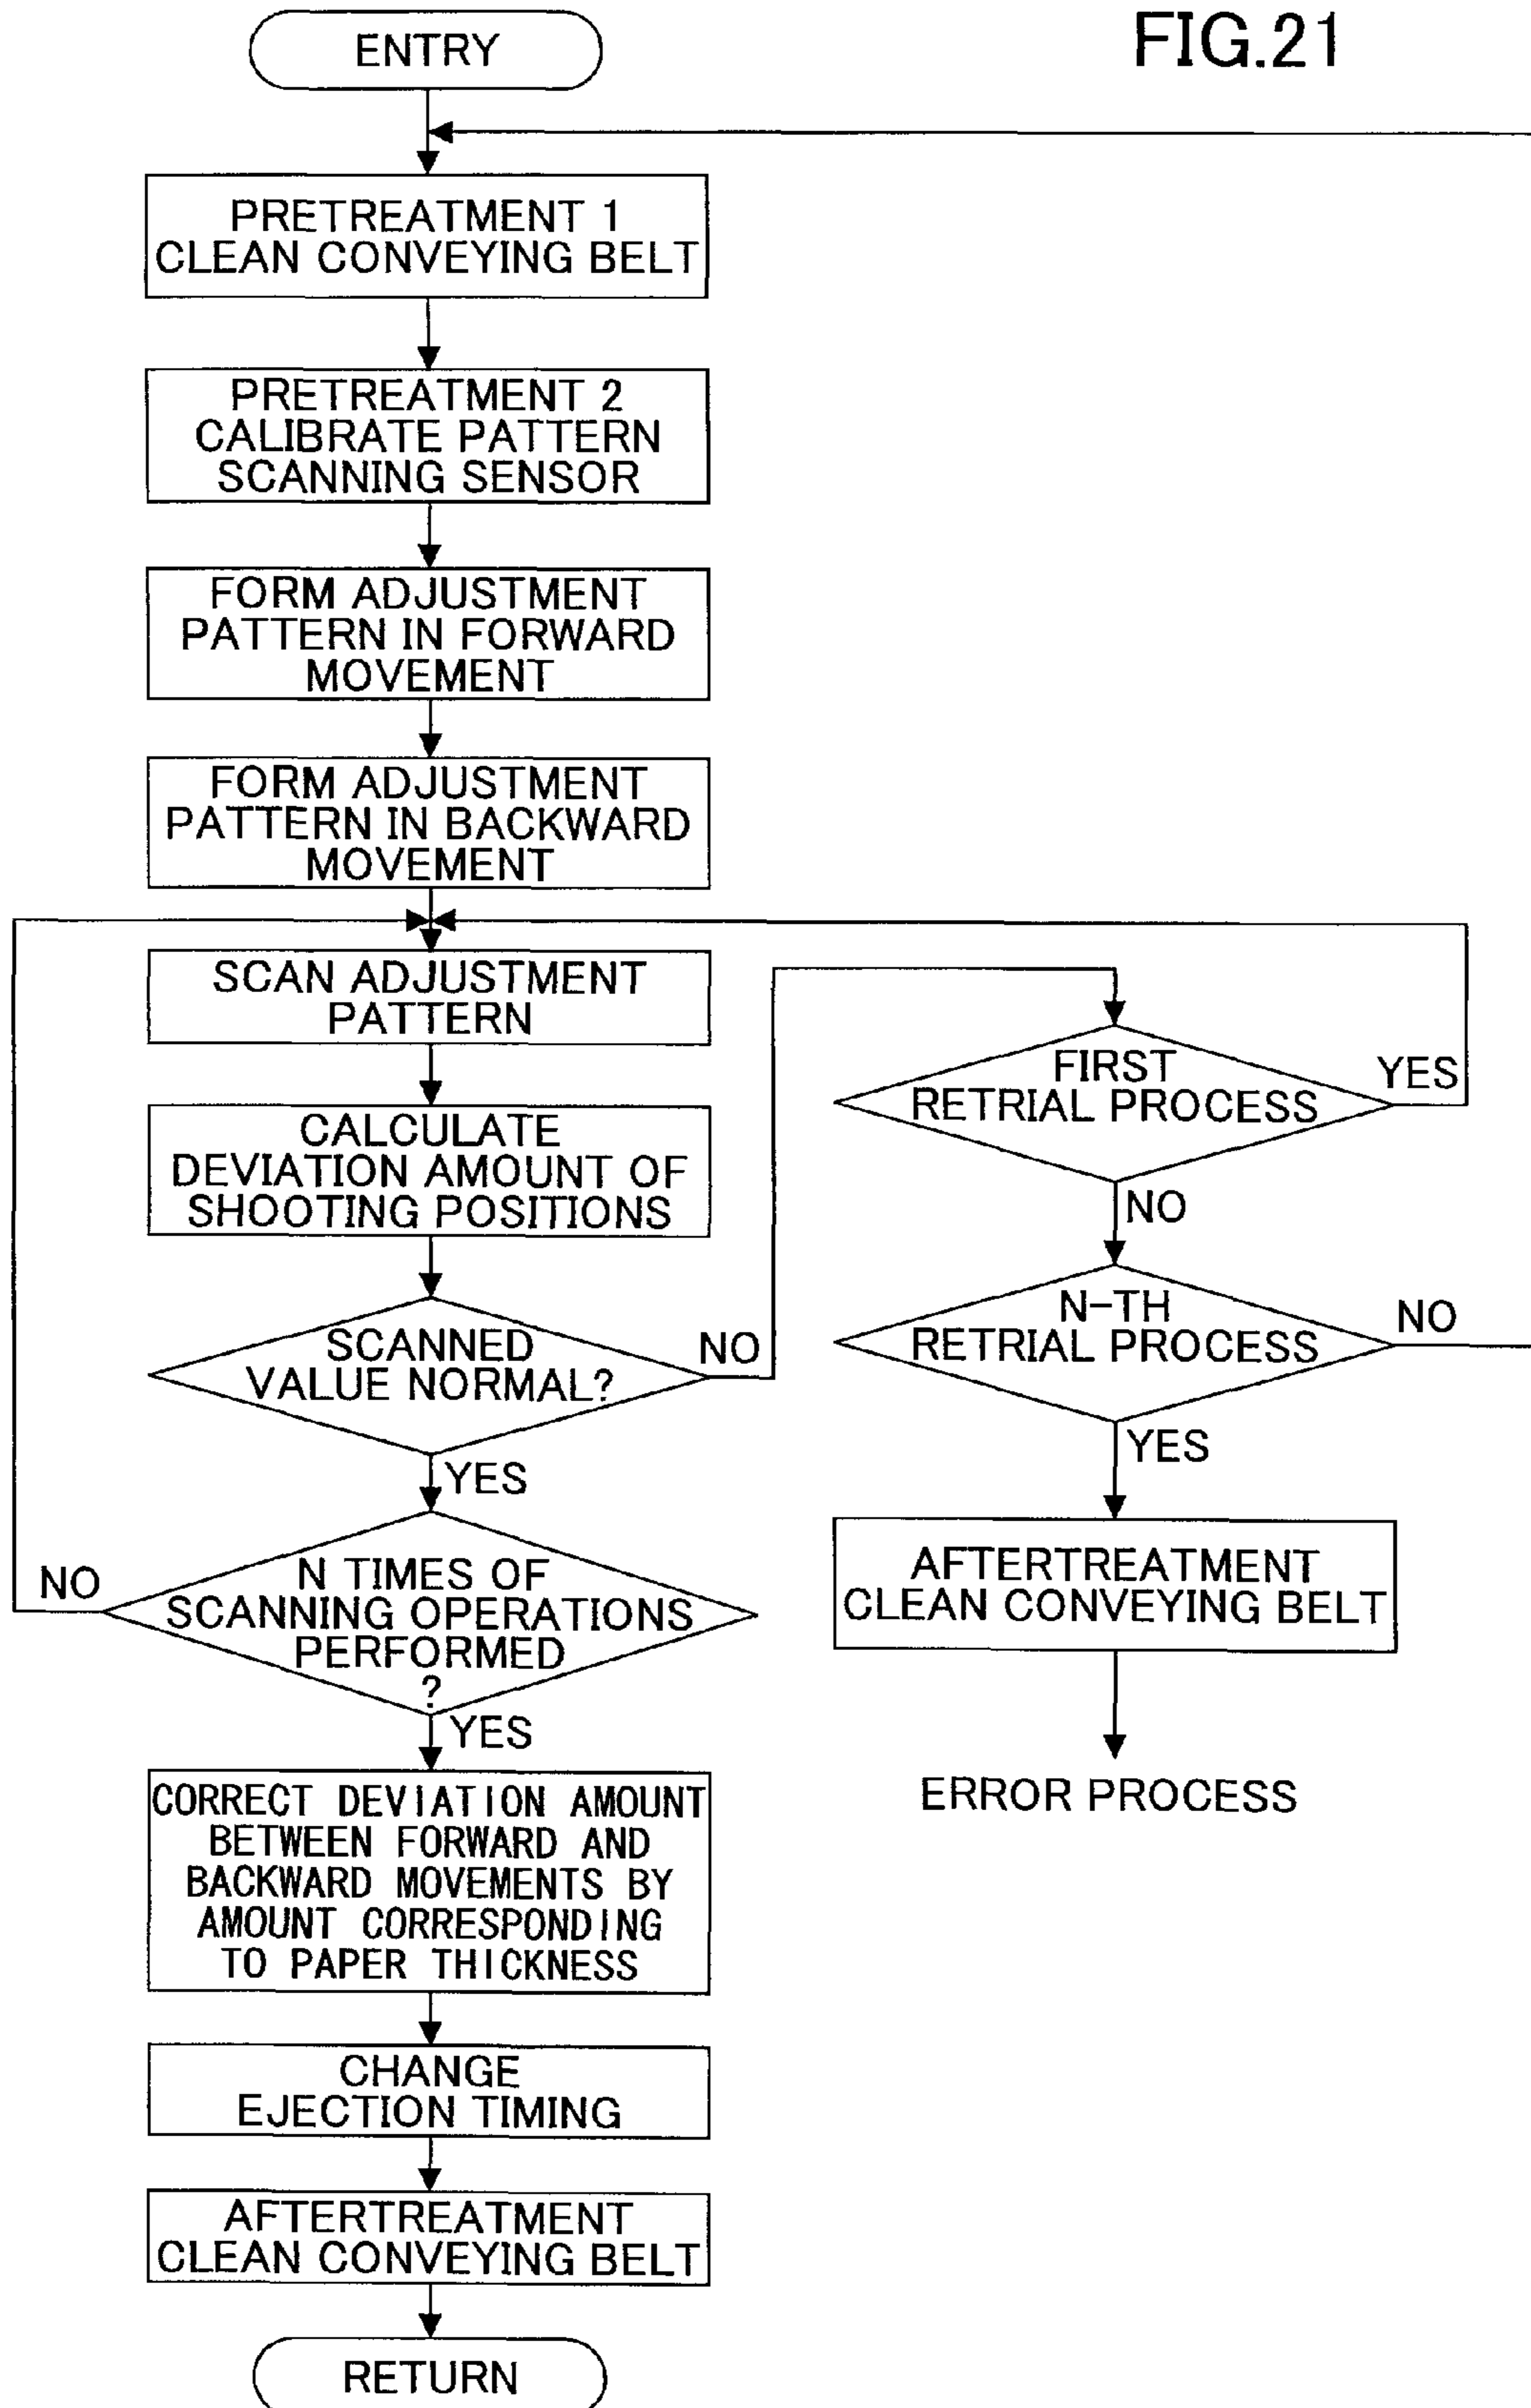 FIG.21
ENTRY
PRETREATMENT 1
CLEAN CONVEYING BELT
PRETREATMENT 2
CALIBRATE PATTERN
SCANNING SENSOR
FORM ADJUSTMENT
PATTERN IN FORWARD
MOVEMENT
FORM ADJUSTMENT
PATTERN IN BACKWARD
MOVEMENT
SCAN ADJUSTMENT
PATTERN
CALCULATE
DEVIATION AMOUNT OF
SHOOTING POSITIONS
SCANNED
VALUE NORMAL?
NO
YES
N TIMES OF
SCANNING OPERATIONS
PERFORMED
?
NO
YES
CORRECT DEVIATION AMOUNT
BETWEEN FORWARD AND
BACKWARD MOVEMENTS BY
AMOUNT CORRESPONDING
TO PAPER THICKNESS
CHANGE
EJECTION TIMING
AFTERTREATMENT
CLEAN CONVEYING BELT
RETURN
FIRST
RETRIAL PROCESS
YES
NO
N-TH
RETRIAL PROCESS
NO
YES
AFTERTREATMENT
CLEAN CONVEYING BELT
ERROR PROCESS